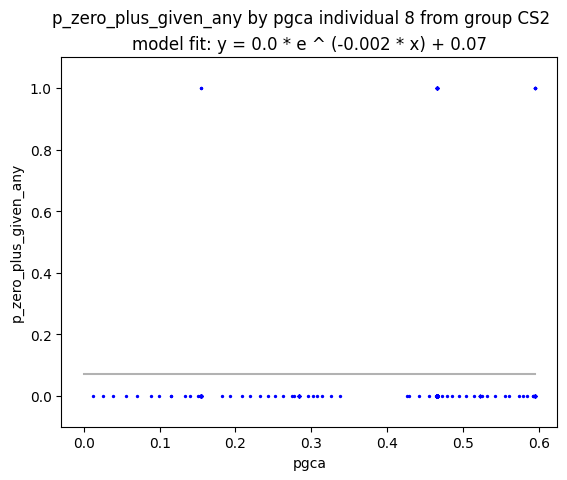 p_zero_plus_given_any by pgca individual 8 from group CS2
model fit: y = 0.0 * e ^ (-0.002 * x) + 0.07
1.0
0.8
0.6
0.4
0.2
0.0
p_zero_plus_given_any
0.0 0.1 0.2 0.3 0.4 0.5 0.6
pgca